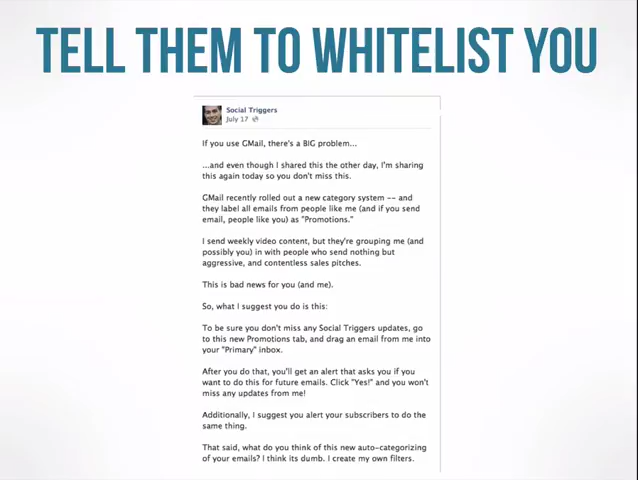 TELL THEM TO WHITELIST YOU
Social Triggers
July 17
If you use GMail, there's a BIG problem...
...and even though I shared this the other day, I'm sharing
this again today so you don't miss this.
GMail recently rolled out a new category system -- and
they label all emails from people like me (and if you send
email, people like you) as "Promotions."
I send weekly video content, but they're grouping me (and
possibly you) in with people who send nothing but
aggressive, and contentless sales pitches.
This is bad news for you (and me).
So, what I suggest you do is this:
To be sure you don't miss any Social Triggers updates, go
to this new Promotions tab, and drag an email from me into
your "Primary" inbox.
After you do that, you'll get an alert that asks you if you
want to do this for future emails. Click "Yes!" and you won't
miss any updates from me!
Additionally, I suggest you alert your subscribers to do the
same thing.
That said, what do you think of this new auto-categorizing
of your emails? I think its dumb. I create my own filters.